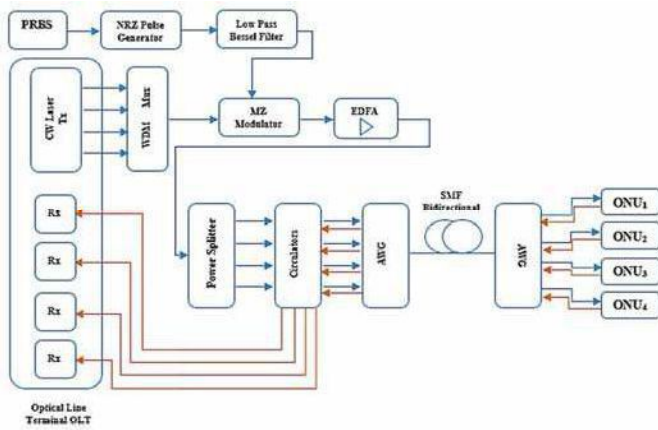 PRBS
NRZ Pulse
Generator
Low Pass
Bessel Filter
CW Laser
Tx
WDM Mux
MZ
Modulator
EDFA
Rx
Rx
Rx
Rx
Power Splitter
Circulators
AWG
SMF
Bidirectional
AWG
ONU1
ONU2
ONU3
ONU4
Optical Line
Terminal OLT